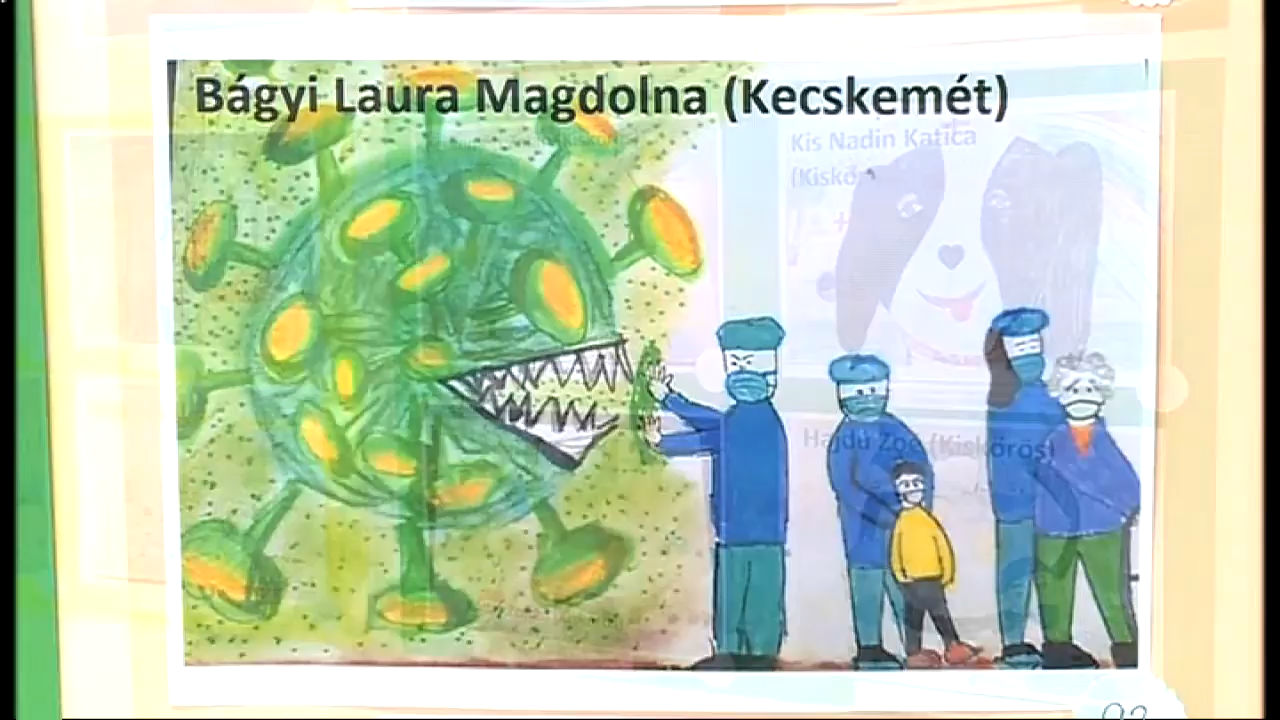 Bágyi Laura Magdolna (Kecskemét)
Kis Nadin Katica
Hajdú Zoé (Kiskőrös)